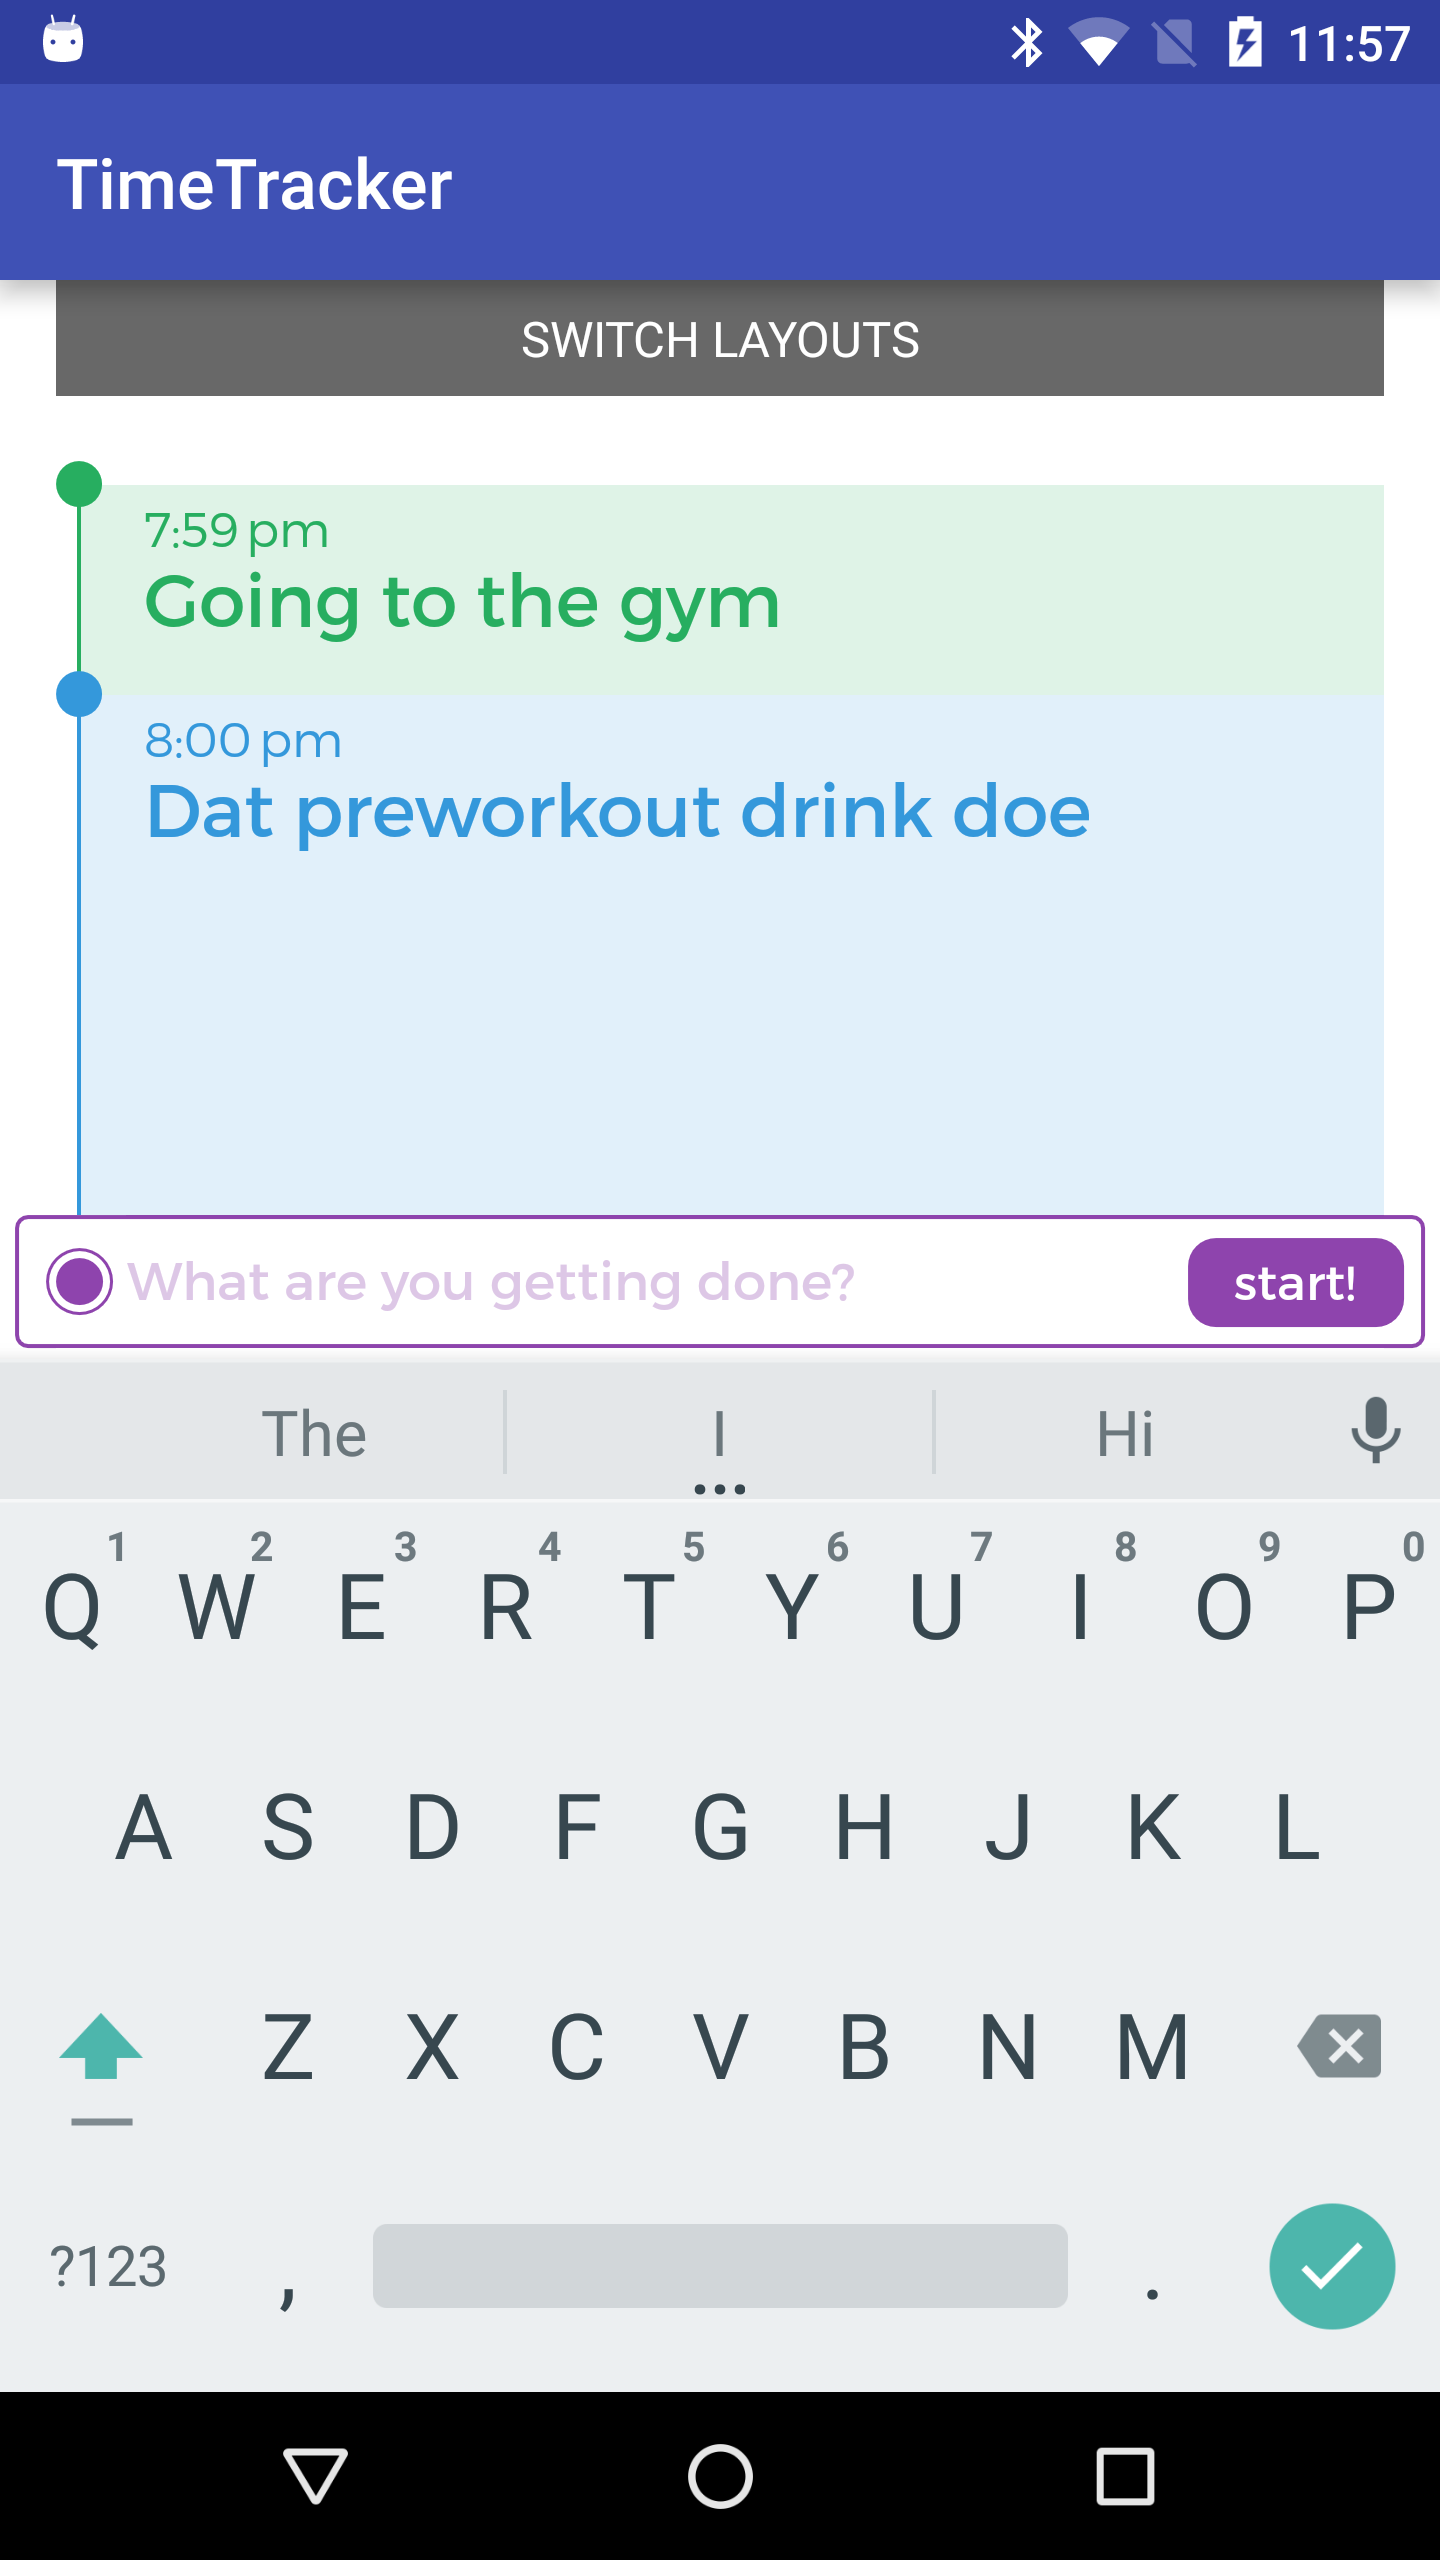 11:57
TimeTracker
SWITCH LAYOUTS
7:59 pm
Going to the gym
8:00 pm
Dat preworkout drink doe
What are you getting done? start!
The I Hi
...
1 2 3 4 5 6 7 8 9 0
Q W E R T Y U I O P
A S D F G H J K L
Z X C V B N M
?123 , .